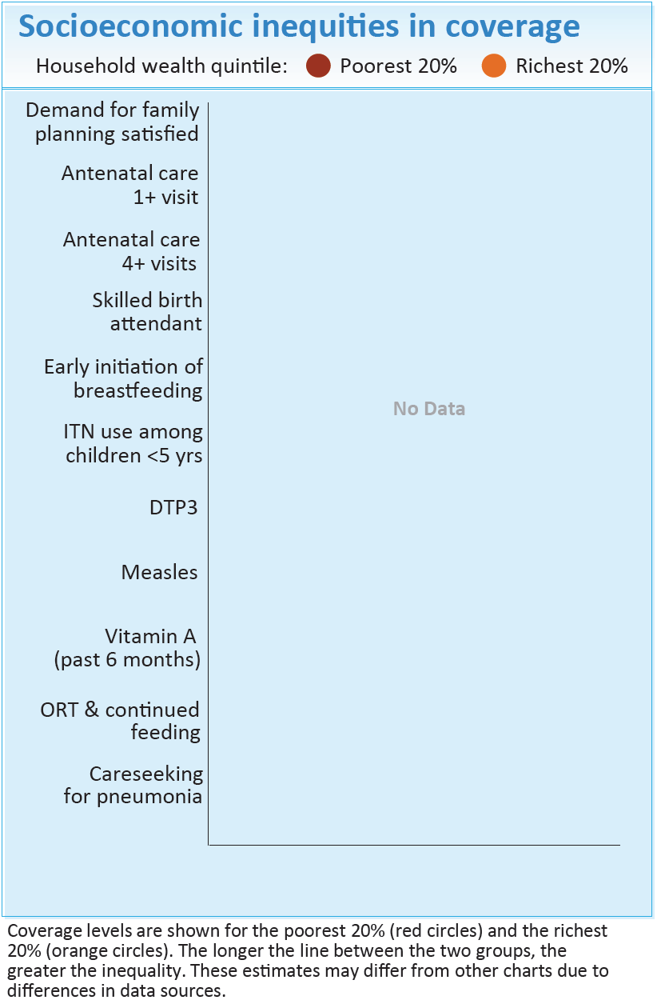 Socioeconomic inequities in coverage
Household wealth quintile: Poorest 20% Richest 20%
Demand for family
planning satisfied
Antenatal care
1+ visit
Antenatal care
4+ visits
Skilled birth
attendant
Early initiation of
breastfeeding
No Data
ITN use among
children <5 yrs
DTP3
Measles
Vitamin A
(past 6 months)
ORT & continued
feeding
Careseeking
for pneumonia
Coverage levels are shown for the poorest 20% (red circles) and the richest
20% (orange circles). The longer the line between the two groups, the
greater the inequality. These estimates may differ from other charts due to
differences in data sources.